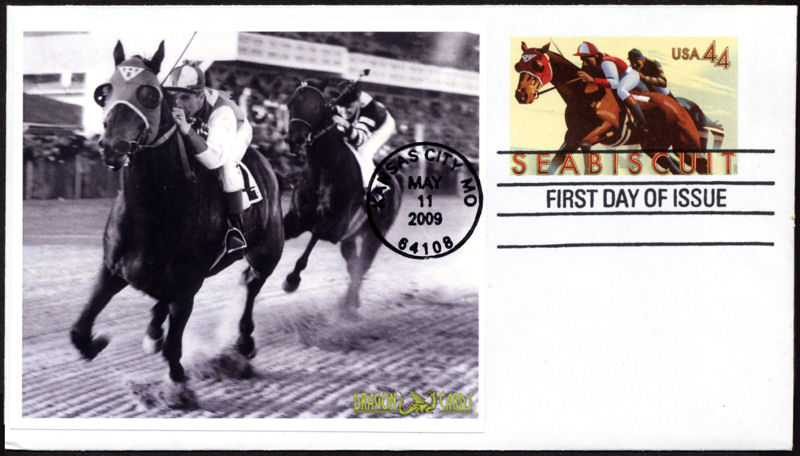 USA 44
SEABISCUIT
KANSAS CITY, MO
MAY
11
2009
64108
FIRST DAY OF ISSUE
DRAGON CARDS